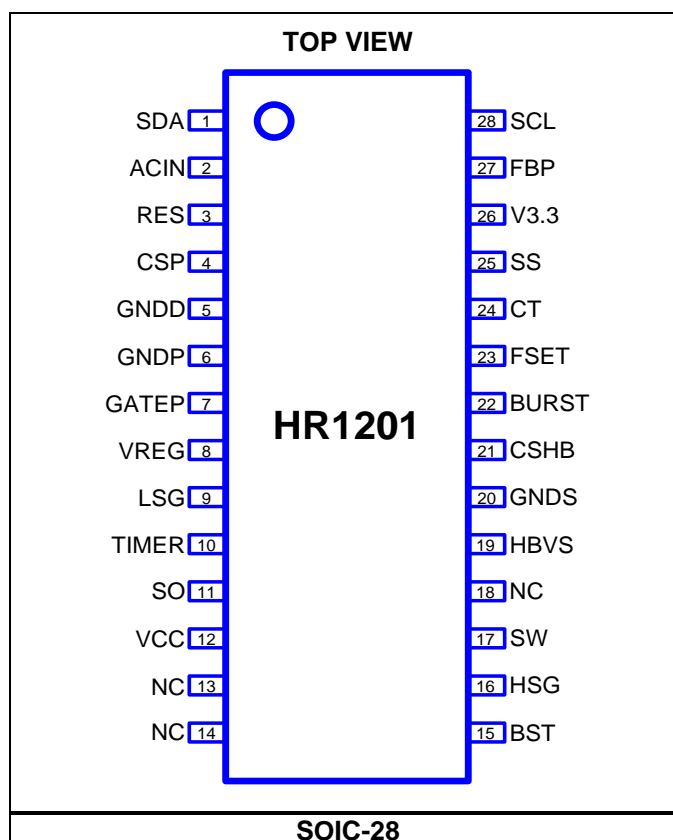 TOP VIEW
SDA 1 28 SCL
ACIN 2 27 FBP
RES 3 26 V3.3
CSP 4 25 SS
GNDD 5 24 CT
GNDP 6 23 FSET
GATEP 7 22 BURST
HR1201
VREG 8 21 CSHB
LSG 9 20 GNDS
TIMER 10 19 HBVS
SO 11 18 NC
VCC 12 17 SW
NC 13 16 HSG
NC 14 15 BST
SOIC-28